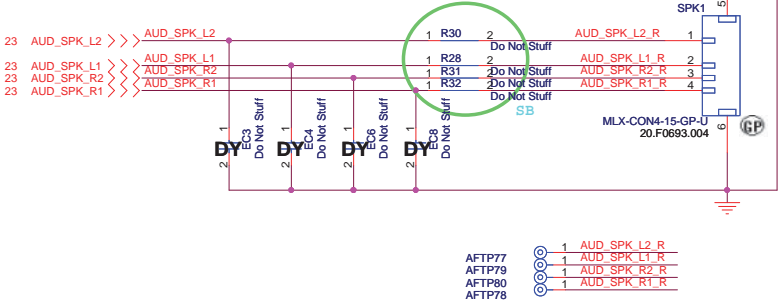 SPK1
5
23 AUD_SPK_L2 AUD_SPK_L2 1 R30 2 AUD_SPK_L2_R 1
Do Not Stuff
23 AUD_SPK_L1 AUD_SPK_L1 1 R28 2 AUD_SPK_L1_R 2
Do Not Stuff
23 AUD_SPK_R2 AUD_SPK_R2 1 R31 2 AUD_SPK_R2_R 3
Do Not Stuff
23 AUD_SPK_R1 AUD_SPK_R1 1 R32 2 AUD_SPK_R1_R 4
Do Not Stuff
SB
MLX-CON4-15-GP-U
20.F0693.004
6
GP
1 DY 2 EC3 Do Not Stuff
1 DY 2 EC4 Do Not Stuff
1 DY 2 EC6 Do Not Stuff
1 DY 2 EC8 Do Not Stuff
AFTP77 1 AUD_SPK_L2_R
AFTP79 1 AUD_SPK_L1_R
AFTP80 1 AUD_SPK_R2_R
AFTP78 1 AUD_SPK_R1_R